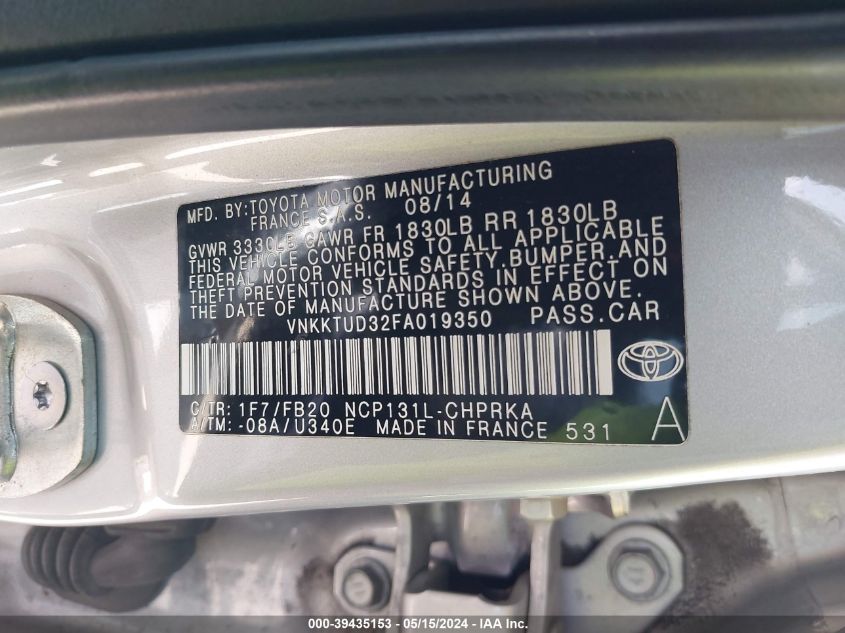 MFD. BY: TOYOTA MOTOR MANUFACTURING
FRANCE S.A.S. 08/14
GVWR 3330LB GAWR FR 1830LB RR 1830LB
THIS VEHICLE CONFORMS TO ALL APPLICABLE
FEDERAL MOTOR VEHICLE SAFETY, BUMPER, AND
THEFT PREVENTION STANDARDS IN EFFECT ON
THE DATE OF MANUFACTURE SHOWN ABOVE.
VNKKTUD32FA019350 PASS.CAR
C/TR: 1F7/FB20 NCP131L-CHPRKA
A/TM: -08A/U340E MADE IN FRANCE 531 A
000-39435153 - 05/15/2024 - IAA Inc.